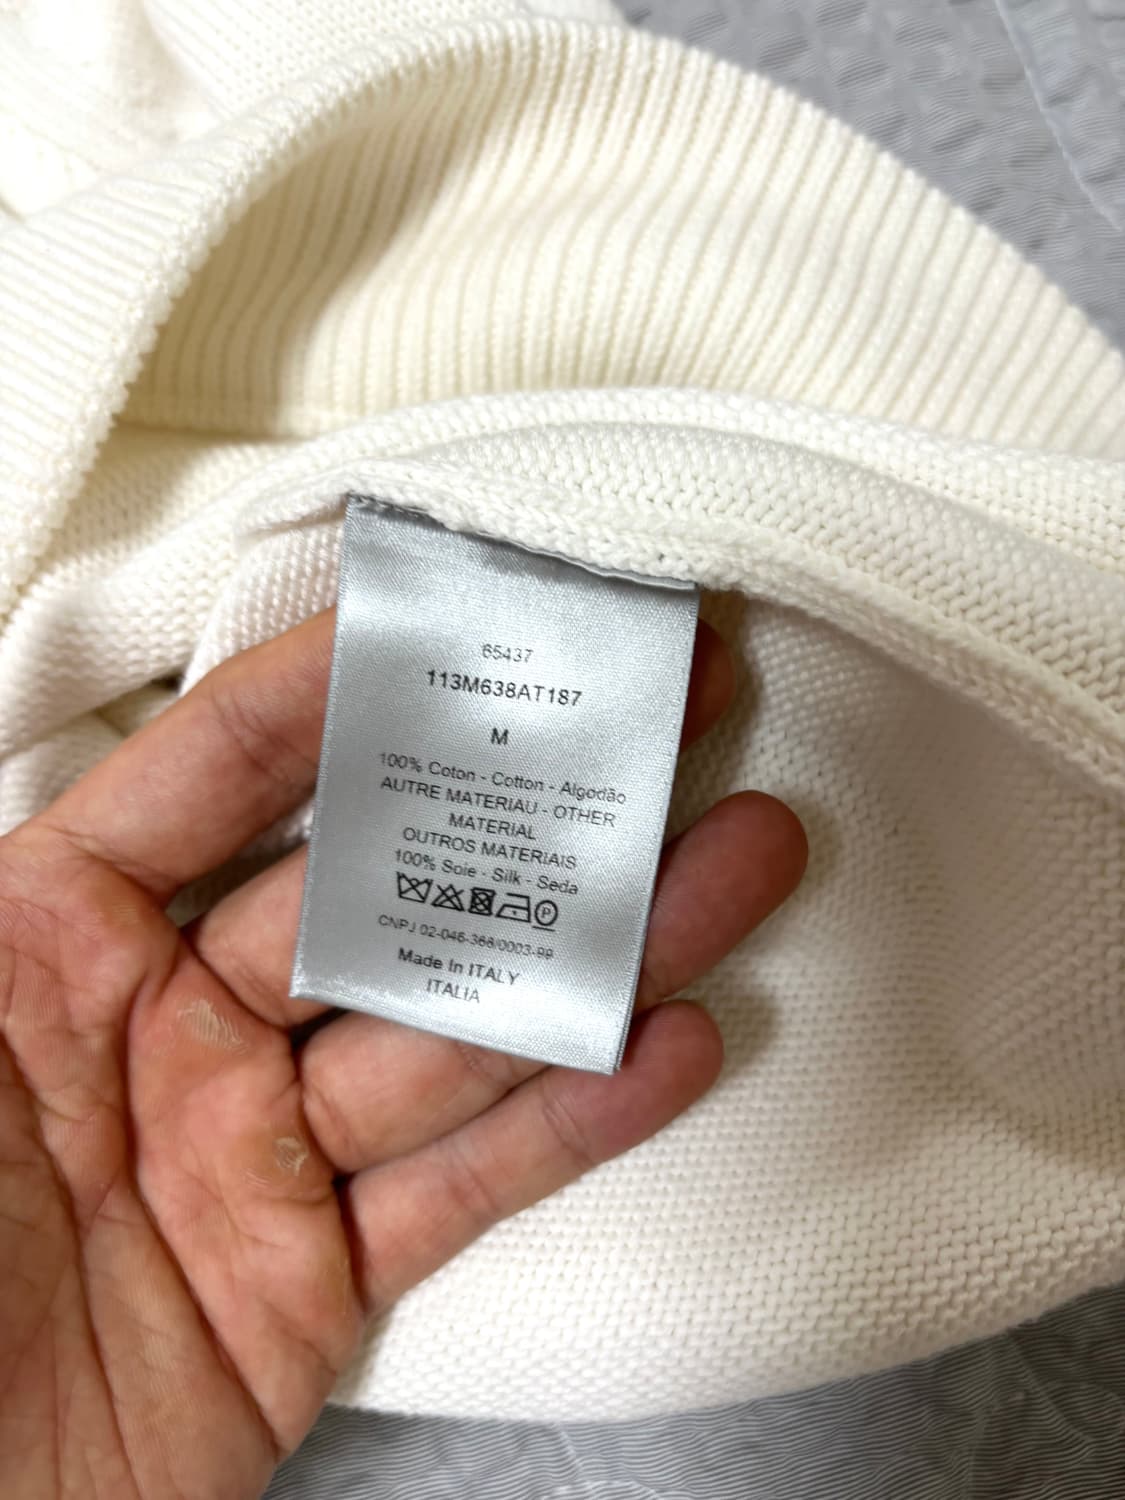 65437
113M638AT187
M
100% Coton - Cotton - Algodão
AUTRE MATERIAU - OTHER
MATERIAL
OUTROS MATERIAIS
100% Soie - Silk - Seda
P
CNPJ 02-046-368/0003-99
Made In ITALY
ITALIA